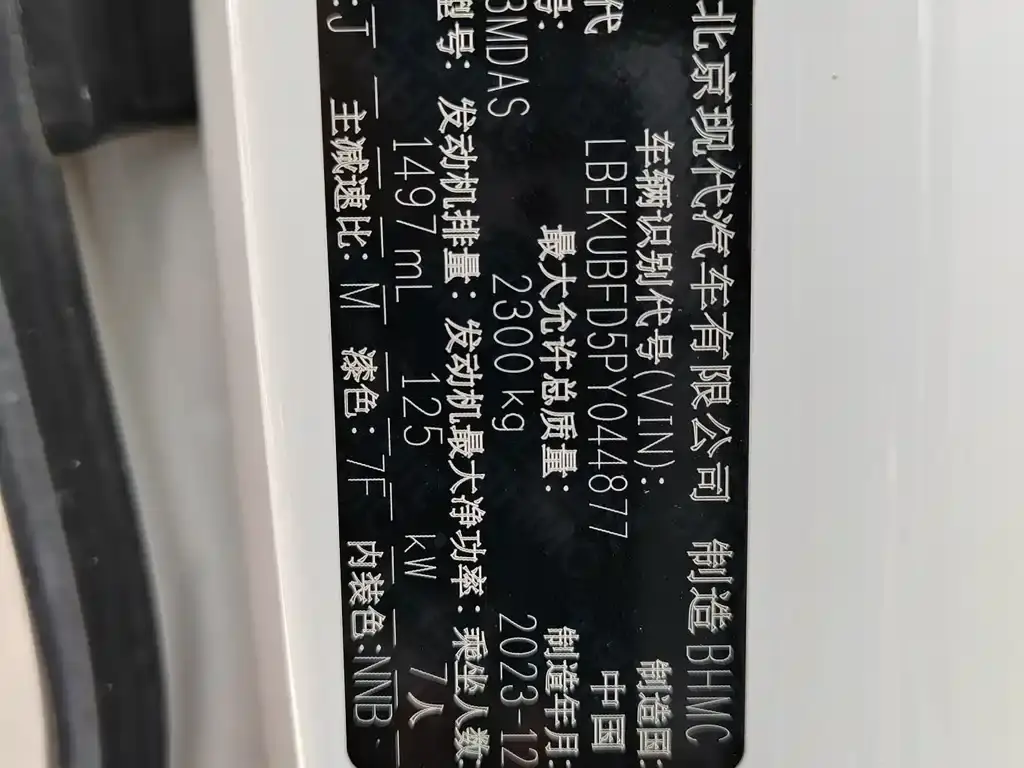 北京现代汽车有限公司 制造 BHMC
车辆识别代号(VIN): 制造国
代 LBEKUBFD5PY044877 中国
号: 最大允许总质量: 制造年月:
3MDAS 2300 kg 2023-12
型号: 发动机排量: 发动机最大净功率: 乘坐人数
1497 mL 125 kW 7人
:J 主减速比: M 漆色: 7F 内装色:NNB